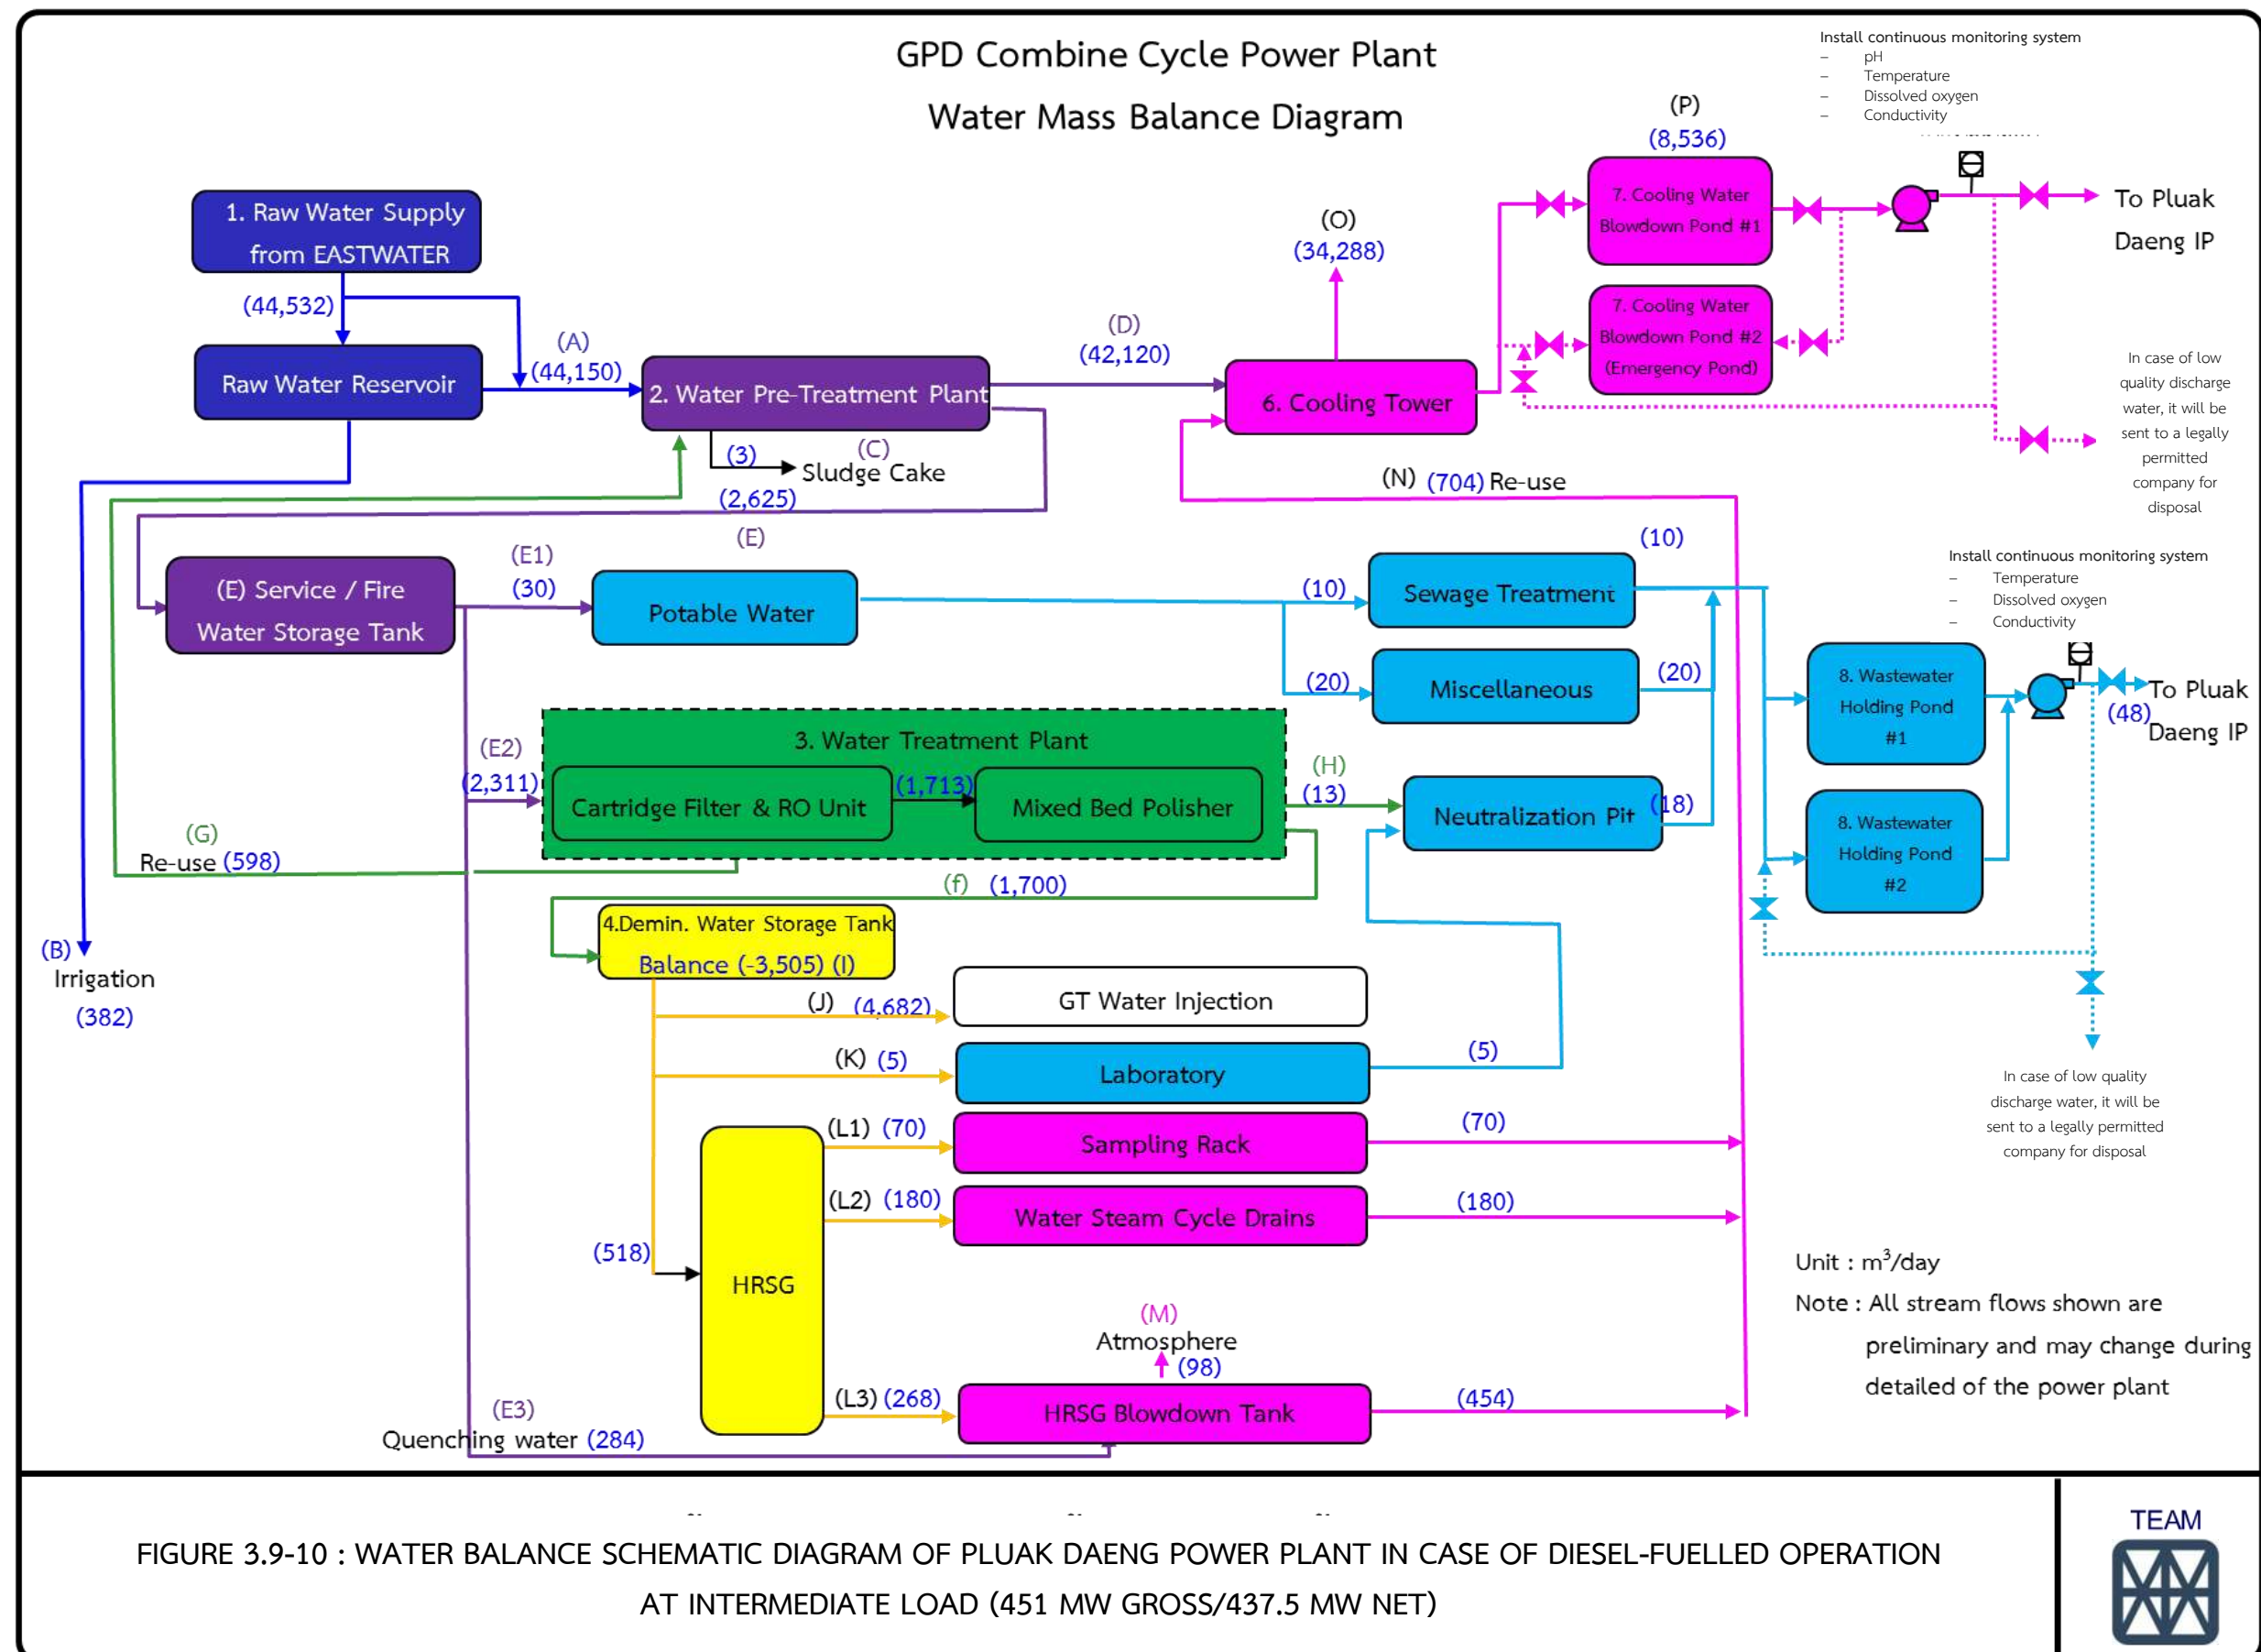 GPD Combine Cycle Power Plant
Water Mass Balance Diagram
Install continuous monitoring system
– pH
– Temperature
– Dissolved oxygen
– Conductivity
(P)
(8,536)
1. Raw Water Supply
from EASTWATER
(44,532)
Raw Water Reservoir
(A)
(44,150)
2. Water Pre-Treatment Plant
(3)
(C)
Sludge Cake
(2,625)
(D)
(42,120)
(O)
(34,288)
6. Cooling Tower
7. Cooling Water
Blowdown Pond #1
7. Cooling Water
Blowdown Pond #2
(Emergency Pond)
To Pluak
Daeng IP
In case of low
quality discharge
water, it will be
sent to a legally
permitted
company for
disposal
(N) (704) Re-use
(E) Service / Fire
Water Storage Tank
(E1)
(30)
(E)
Potable Water
(10)
Sewage Treatment
(10)
(20)
Miscellaneous
(20)
Install continuous monitoring system
– Temperature
– Dissolved oxygen
– Conductivity
8. Wastewater
Holding Pond
#1
8. Wastewater
Holding Pond
#2
To Pluak
(48)
Daeng IP
(E2)
(2,311)
3. Water Treatment Plant
Cartridge Filter & RO Unit
(1,713)
Mixed Bed Polisher
(H)
(13)
Neutralization Pit
(18)
(G)
Re-use (598)
(f) (1,700)
4.Demin. Water Storage Tank
Balance (-3,505) (I)
(B)
Irrigation
(382)
(J) (4,682)
GT Water Injection
(K) (5)
Laboratory
(5)
(L1) (70)
Sampling Rack
(70)
(L2) (180)
Water Steam Cycle Drains
(180)
(518)
HRSG
(M)
Atmosphere
(98)
(L3) (268)
HRSG Blowdown Tank
(454)
(E3)
Quenching water (284)
In case of low quality
discharge water, it will be
sent to a legally permitted
company for disposal
Unit : m³/day
Note : All stream flows shown are
preliminary and may change during
detailed of the power plant
FIGURE 3.9-10 : WATER BALANCE SCHEMATIC DIAGRAM OF PLUAK DAENG POWER PLANT IN CASE OF DIESEL-FUELLED OPERATION
AT INTERMEDIATE LOAD (451 MW GROSS/437.5 MW NET)
TEAM